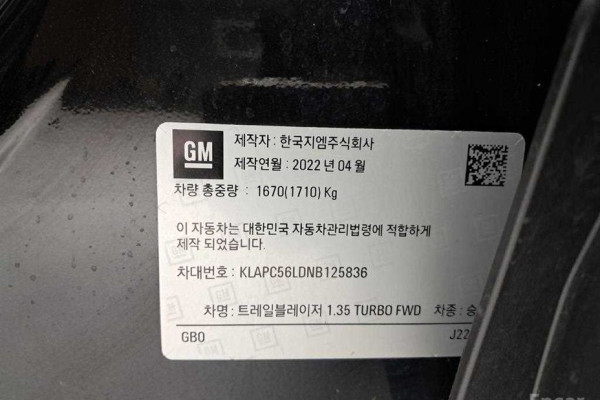 GM
제작자 : 한국지엠주식회사
제작연월 : 2022 년 04 월
차량 총중량 : 1670(1710) Kg
이 자동차는 대한민국 자동차관리법령에 적합하게
제작 되었습니다.
차대번호 : KLAPC56LDNB125836
차명 : 트레일블레이저 1.35 TURBO FWD 차종 : 승
GB0 J22
Encar